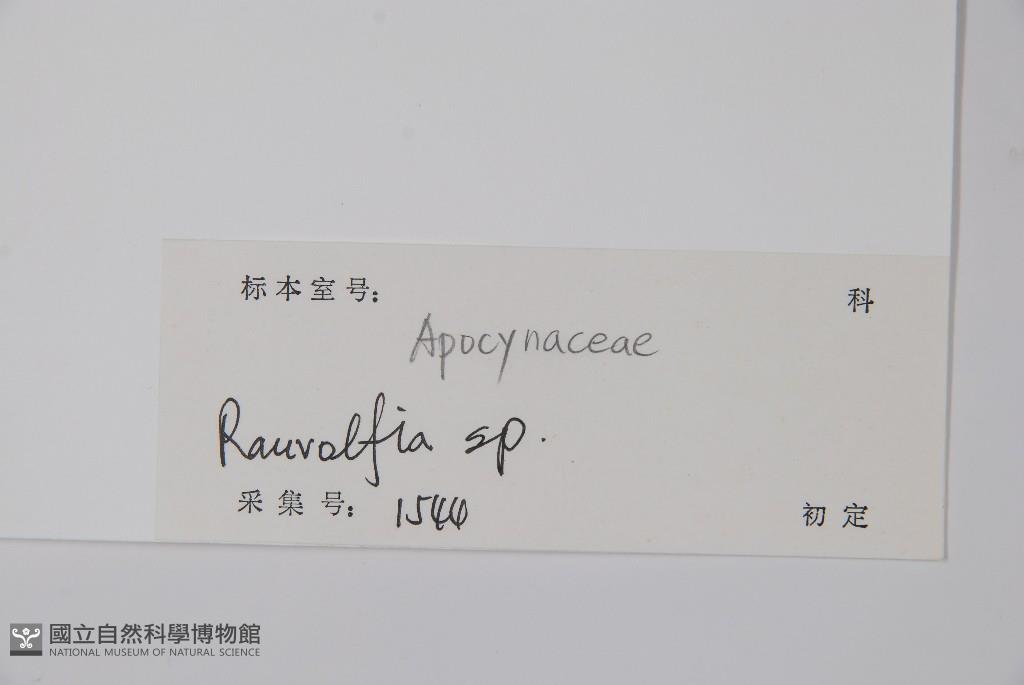 标本室号: 科
Apocynaceae
Rauvolfia sp.
采集号: 1544 初定
國立自然科學博物館
NATIONAL MUSEUM OF NATURAL SCIENCE